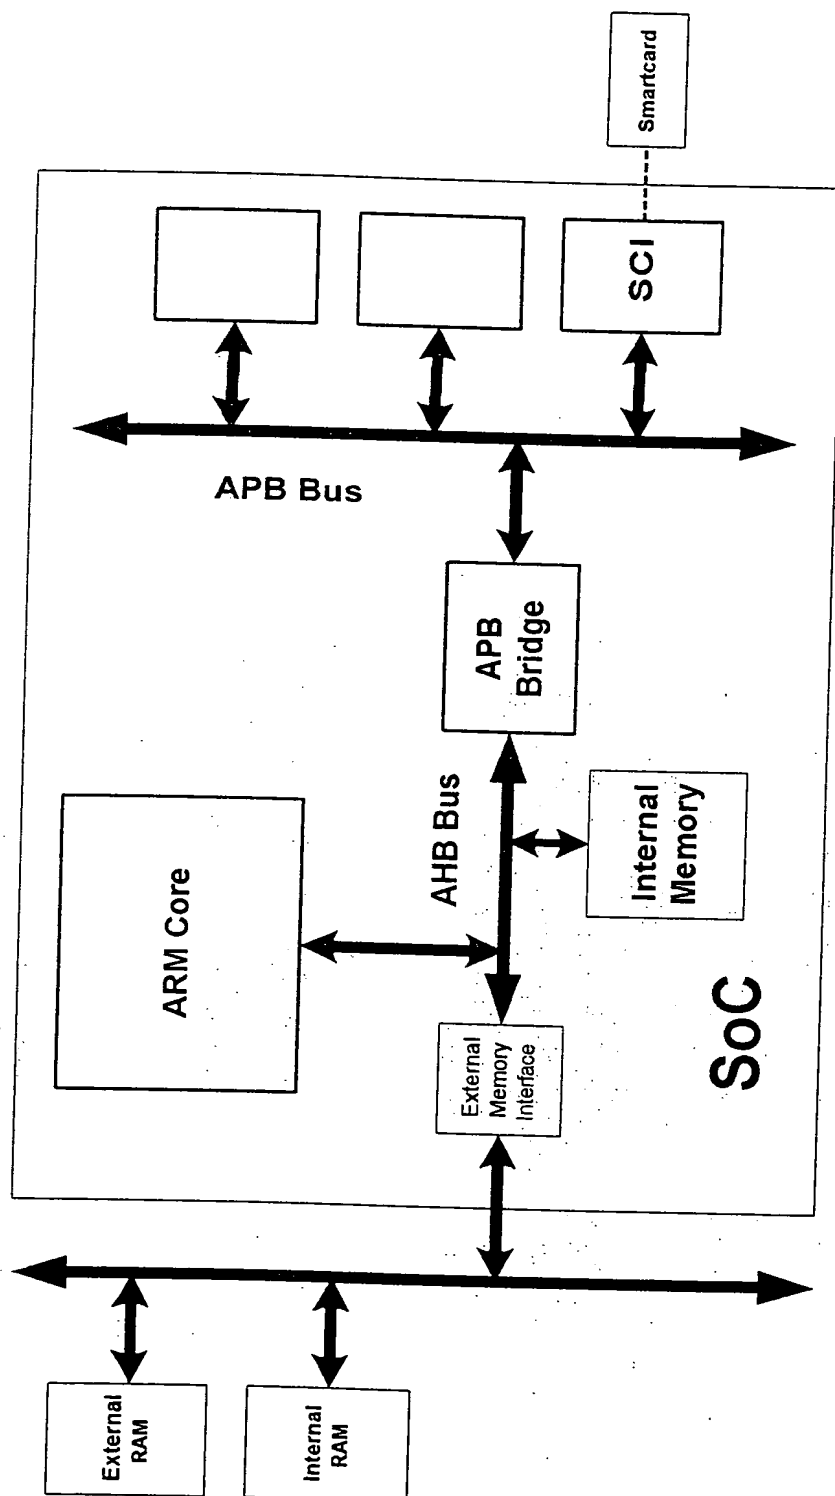 Smartcard
SCI
APB Bus
APB
Bridge
AHB Bus
Internal
Memory
ARM Core
External
Memory
Interface
SoC
External
RAM
Internal
RAM